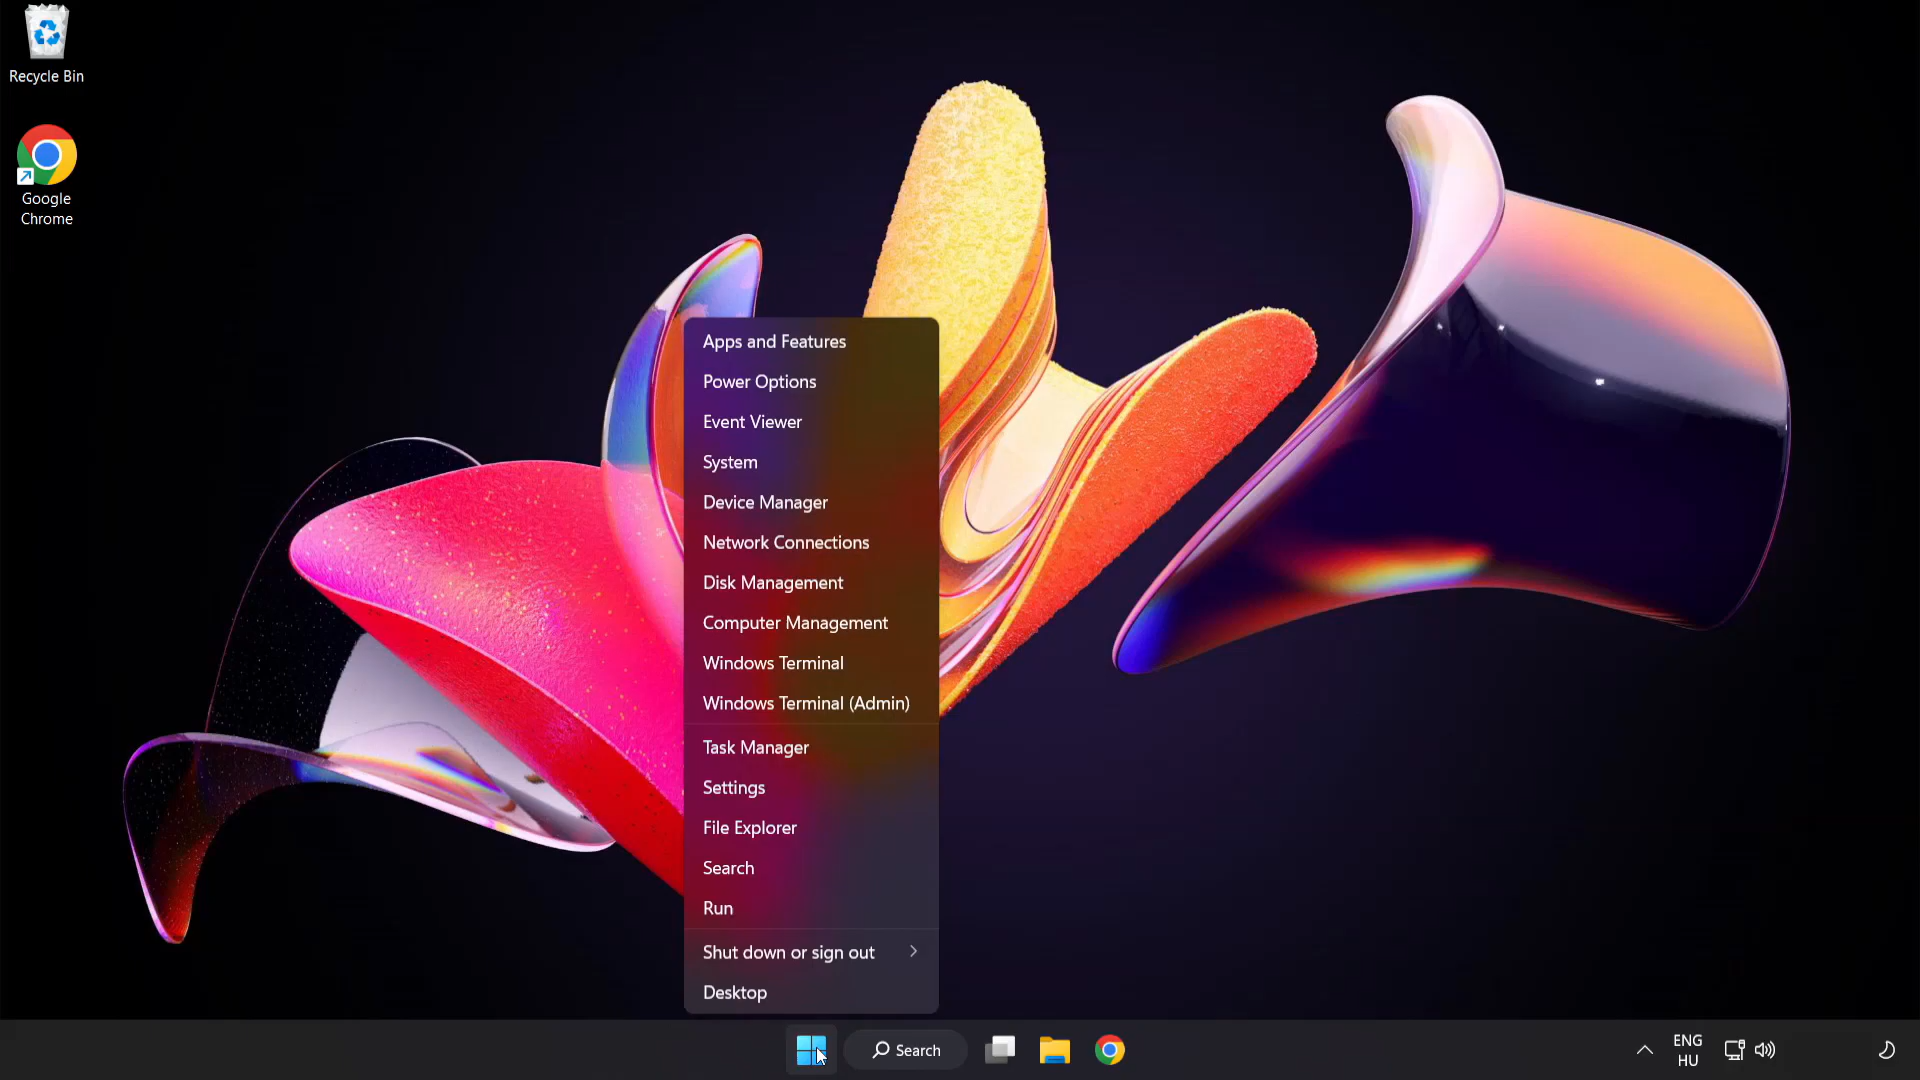 Recycle Bin
Google
Chrome
Apps and Features
Power Options
Event Viewer
System
Device Manager
Network Connections
Disk Management
Computer Management
Windows Terminal
Windows Terminal (Admin)
Task Manager
Settings
File Explorer
Search
Run
Shut down or sign out
Desktop
Search
ENG
HU